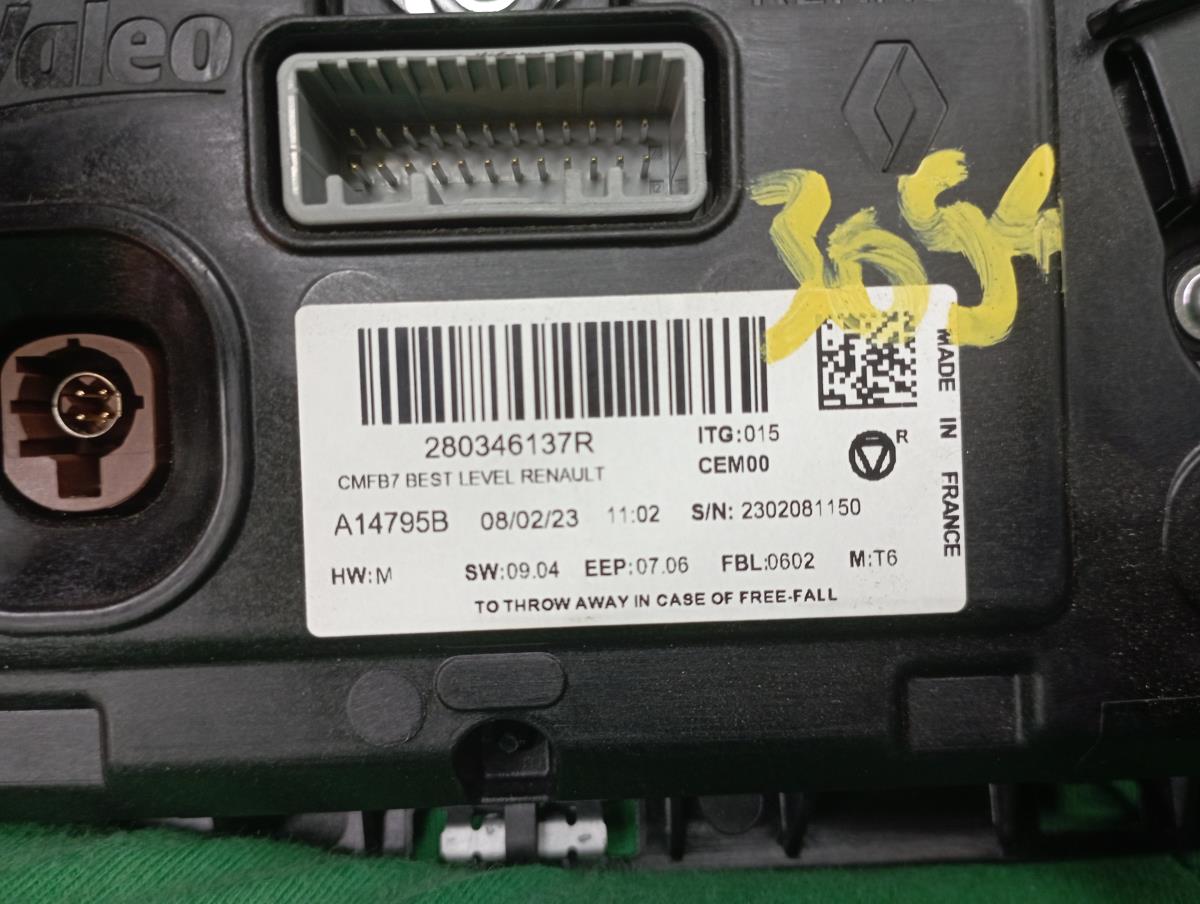 Valeo
3054
280346137R
ITG:015
CMFB7 BEST LEVEL RENAULT
CEM00
R
A14795B 08/02/23 11:02 S/N: 2302081150
HW:M SW:09.04 EEP:07.06 FBL:0602 M:T6
TO THROW AWAY IN CASE OF FREE-FALL
MADE IN FRANCE